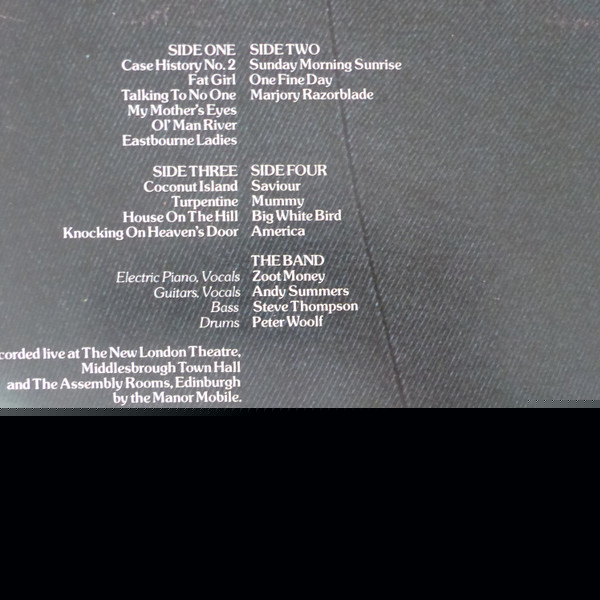 SIDE ONE
Case History No. 2
Fat Girl
Talking To No One
My Mother's Eyes
Ol' Man River
Eastbourne Ladies
SIDE TWO
Sunday Morning Sunrise
One Fine Day
Marjory Razorblade
SIDE THREE
Coconut Island
Turpentine
House On The Hill
Knocking On Heaven's Door
SIDE FOUR
Saviour
Mummy
Big White Bird
America
THE BAND
Electric Piano, Vocals Zoot Money
Guitars, Vocals Andy Summers
Bass Steve Thompson
Drums Peter Woolf
corded live at The New London Theatre,
Middlesbrough Town Hall
and The Assembly Rooms, Edinburgh
by the Manor Mobile.